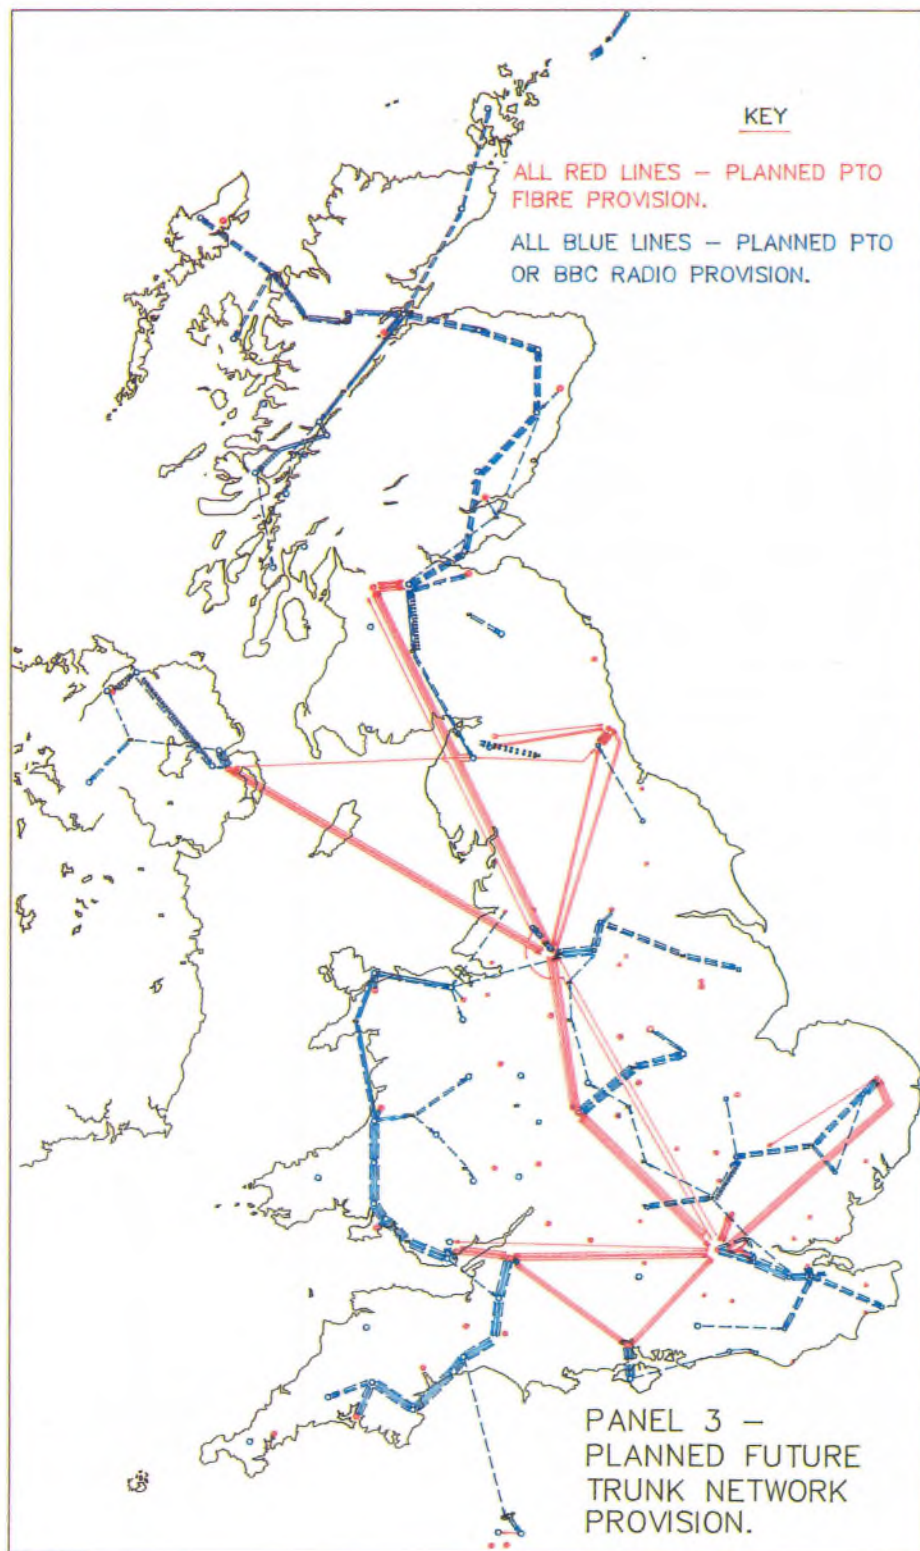 KEY
ALL RED LINES – PLANNED PTO
FIBRE PROVISION.
ALL BLUE LINES – PLANNED PTO
OR BBC RADIO PROVISION.
PANEL 3 –
PLANNED FUTURE
TRUNK NETWORK
PROVISION.